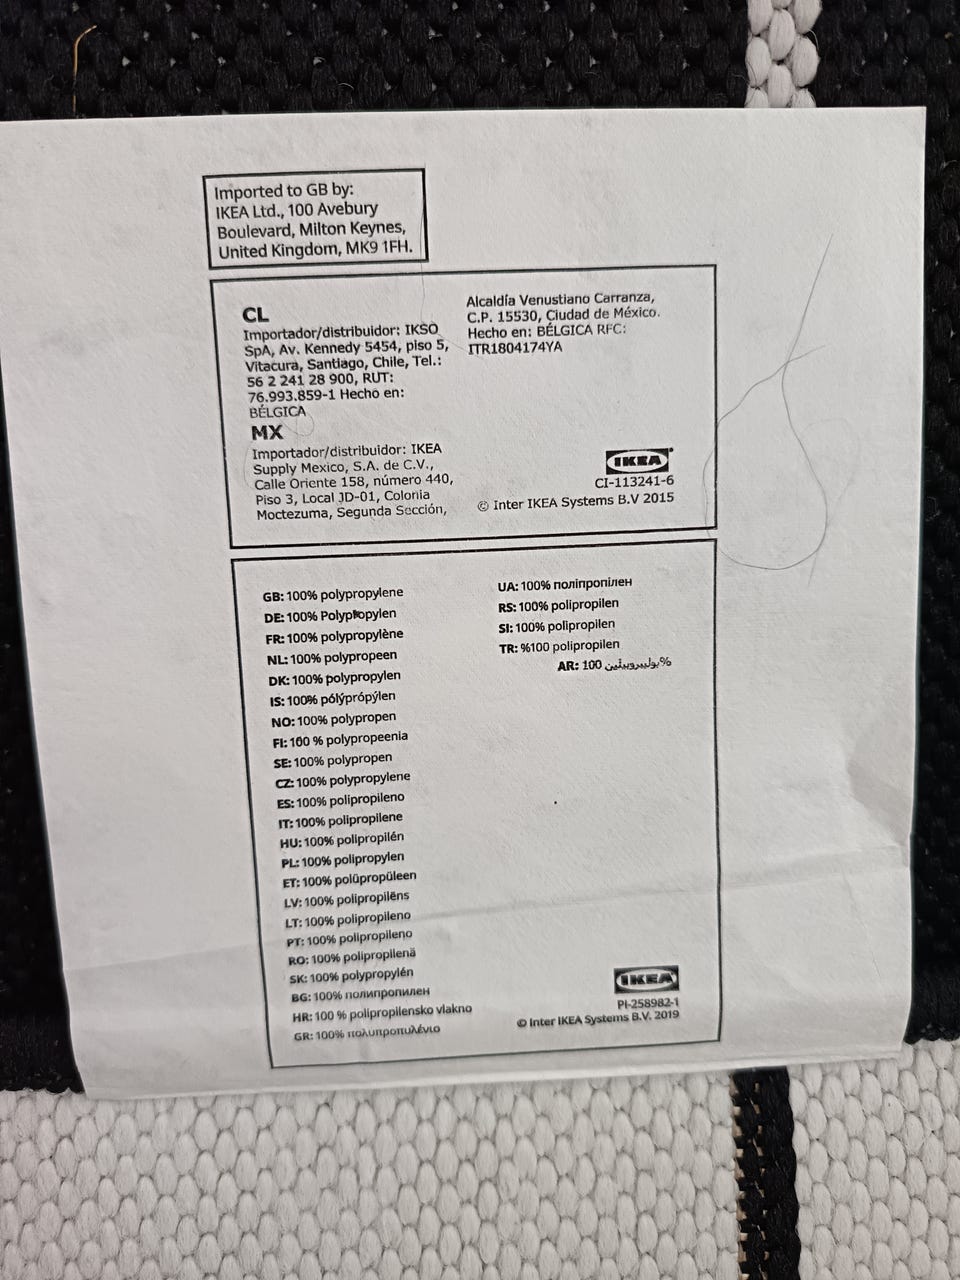 Imported to GB by:
IKEA Ltd., 100 Avebury
Boulevard, Milton Keynes,
United Kingdom, MK9 1FH.
CL
Importador/distribuidor: IKSO
SpA, Av. Kennedy 5454, piso 5,
Vitacura, Santiago, Chile, Tel.:
56 2 241 28 900, RUT:
76.993.859-1 Hecho en:
BÉLGICA
MX
Importador/distribuidor: IKEA
Supply Mexico, S.A. de C.V.,
Calle Oriente 158, número 440,
Piso 3, Local JD-01, Colonia
Moctezuma, Segunda Sección,
Alcaldía Venustiano Carranza,
C.P. 15530, Ciudad de México.
Hecho en: BÉLGICA RFC:
ITR1804174YA
IKEA
CI-113241-6
© Inter IKEA Systems B.V 2015
GB: 100% polypropylene
DE: 100% Polypropylen
FR: 100% polypropylène
NL: 100% polypropeen
DK: 100% polypropylen
IS: 100% pólýprópýlen
NO: 100% polypropen
FI: 100 % polypropeenia
SE: 100% polypropen
CZ: 100% polypropylene
ES: 100% polipropileno
IT: 100% polipropilene
HU: 100% polipropilén
PL: 100% polipropylen
ET: 100% polüpropüleen
LV: 100% polipropilēns
LT: 100% polipropileno
PT: 100% polipropileno
RO: 100% polipropilenă
SK: 100% polypropylén
BG: 100% полипропилен
HR: 100 % polipropilensko vlakno
GR: 100% πολυπροπυλένιο
UA: 100% поліпропілен
RS: 100% polipropilen
SI: 100% polipropilen
TR: %100 polipropilen
AR: 100 %بوليبروبيلين
IKEA
PI-258982-1
© Inter IKEA Systems B.V. 2019